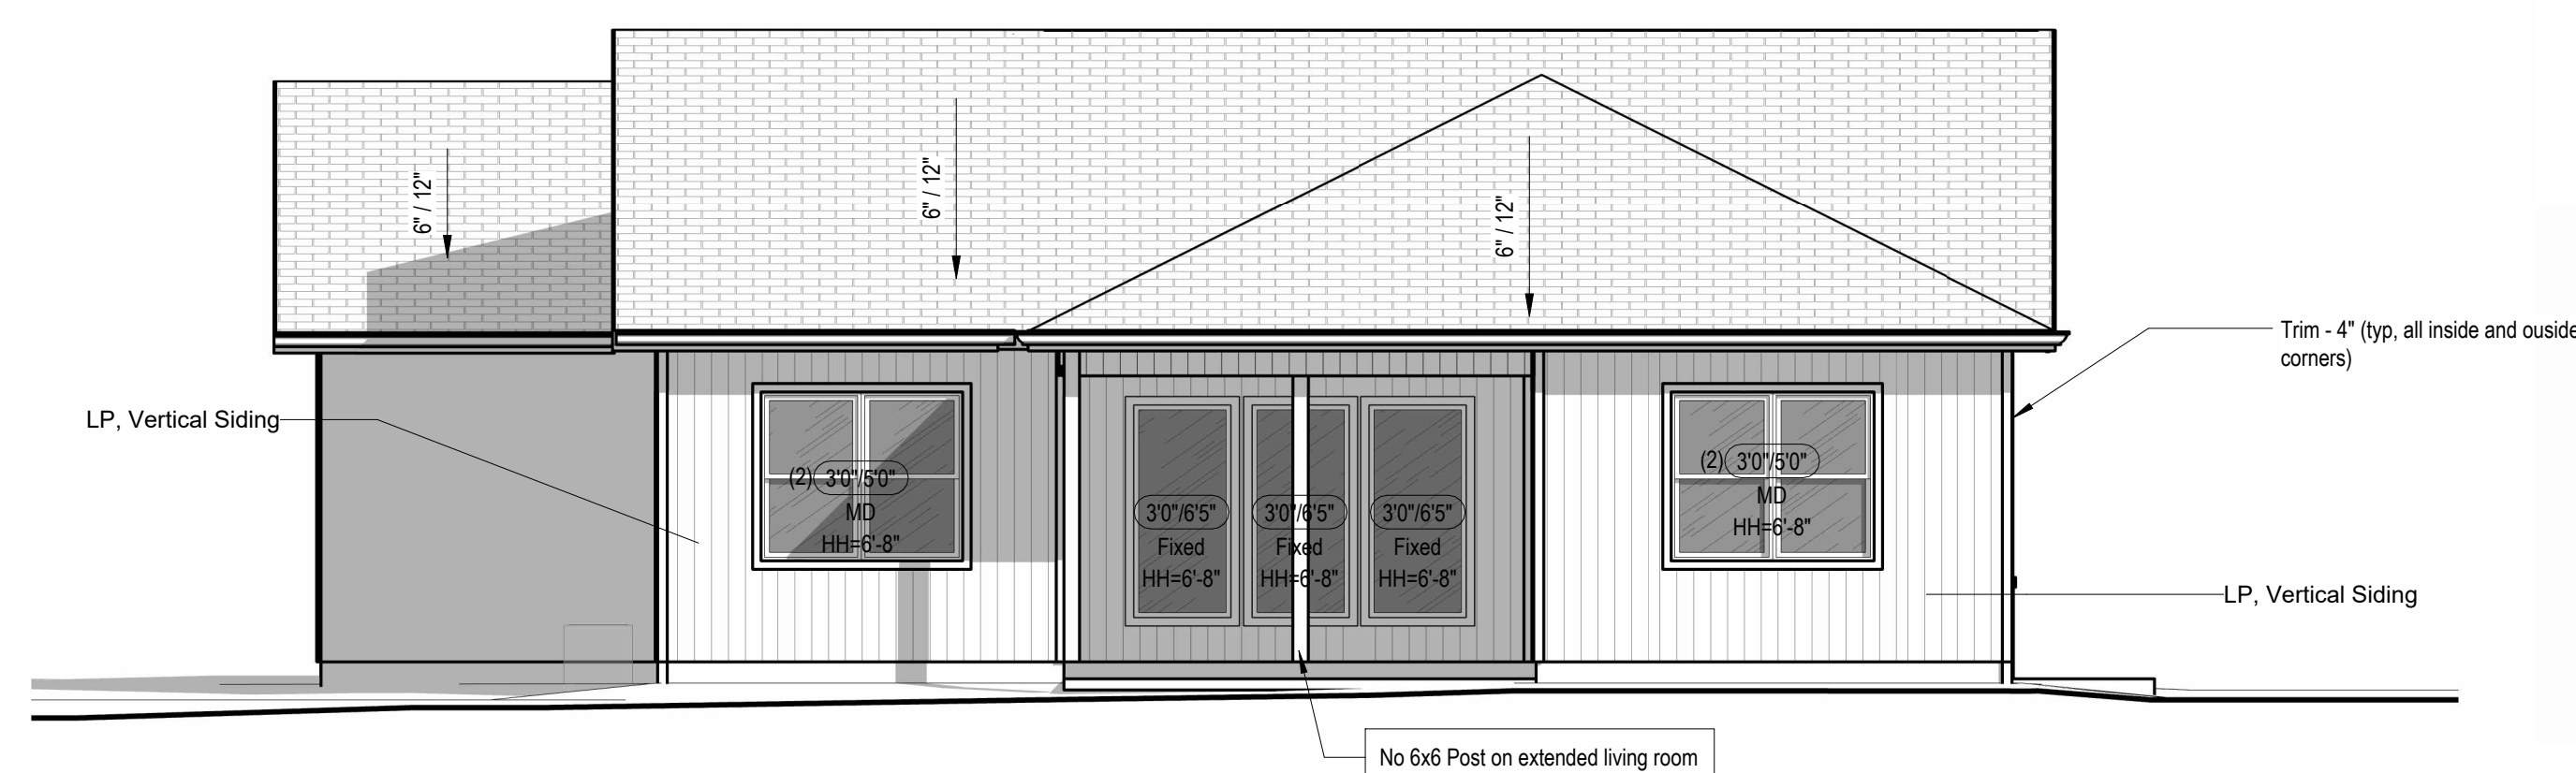 6" / 12"
6" / 12"
6" / 12"
Trim - 4" (typ, all inside and ouside
corners)
LP, Vertical Siding
(2) 3'0"/5'0"
MD
HH=6'-8"
3'0"/6'5"
Fixed
HH=6'-8"
3'0"/6'5"
Fixed
HH=6'-8"
3'0"/6'5"
Fixed
HH=6'-8"
(2) 3'0"/5'0"
MD
HH=6'-8"
LP, Vertical Siding
No 6x6 Post on extended living room